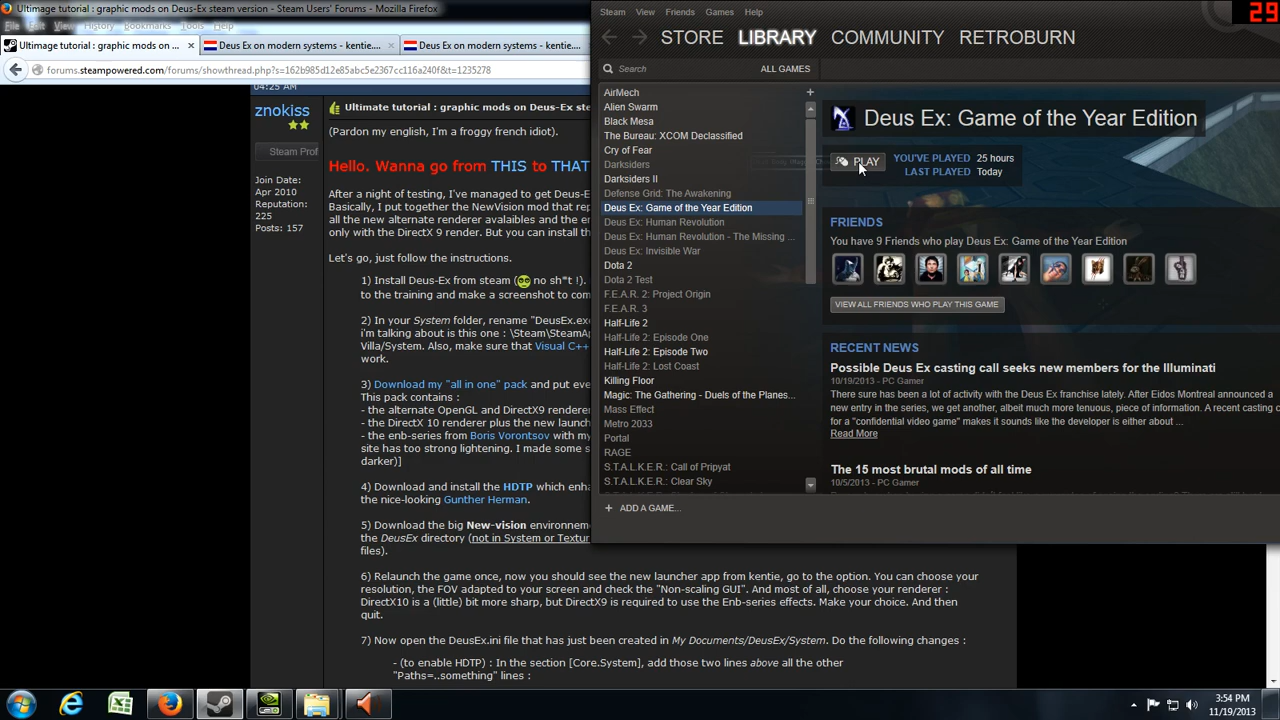 Ultimage tutorial : graphic mods on Deus-Ex steam version - Steam Users' Forums - Mozilla Firefox
File Edit View History Bookmarks Tools Help
Ultimage tutorial : graphic mods on ... × Deus Ex on modern systems - kentie.... × Deus Ex on modern systems - kentie....
forums.steampowered.com/forums/showthread.php?s=162b985d12e85abc5e2367cc116a240f&t=1235278
04:25 AM
znokiss
Steam Prof
Join Date:
Apr 2010
Reputation:
225
Posts: 157
Ultimate tutorial : graphic mods on Deus-Ex ste
(Pardon my english, I'm a froggy french idiot).
Hello. Wanna go from THIS to THAT
After a night of testing, I've managed to get Deus-E
Basically, I put together the NewVision mod that rep
all the new alternate renderer avalaibles and the en
only with the DirectX 9 render. But you can install th
Let's go, just follow the instructions.
1) Install Deus-Ex from steam ( no sh*t !).
to the training and make a screenshot to com
2) In your System folder, rename "DeusEx.exe
i'm talking about is this one : \Steam\SteamAp
Villa/System. Also, make sure that Visual C++
work.
3) Download my "all in one" pack and put eve
This pack contains :
- the alternate OpenGL and DirectX9 renderer
- the DirectX 10 renderer plus the new launch
- the enb-series from Boris Vorontsov with my
site has too strong lightening. I made some s
darker)]
4) Download and install the HDTP which enha
the nice-looking Gunther Herman.
5) Download the big New-vision environneme
the DeusEx directory (not in System or Textur
files).
6) Relaunch the game once, now you should see the new launcher app from kentie, go to the option. You can choose your
resolution, the FOV adapted to your screen and check the "Non-scaling GUI". And most of all, choose your renderer :
DirectX10 is a (little) bit more sharp, but DirectX9 is required to use the Enb-series effects. Make your choice. And then
quit.
7) Now open the DeusEx.ini file that has just been created in My Documents/DeusEx/System. Do the following changes :
- (to enable HDTP) : In the section [Core.System], add those two lines above all the other
"Paths=..something" lines :
Steam View Friends Games Help
29
STORE LIBRARY COMMUNITY RETROBURN
Search ALL GAMES
AirMech
Alien Swarm
Black Mesa
The Bureau: XCOM Declassified
Cry of Fear
Darksiders
Darksiders II
Defense Grid: The Awakening
Deus Ex: Game of the Year Edition
Deus Ex: Human Revolution
Deus Ex: Human Revolution - The Missing ...
Deus Ex: Invisible War
Dota 2
Dota 2 Test
F.E.A.R. 2: Project Origin
F.E.A.R. 3
Half-Life 2
Half-Life 2: Episode One
Half-Life 2: Episode Two
Half-Life 2: Lost Coast
Killing Floor
Magic: The Gathering - Duels of the Planes...
Mass Effect
Metro 2033
Portal
RAGE
S.T.A.L.K.E.R.: Call of Pripyat
S.T.A.L.K.E.R.: Clear Sky
+ ADD A GAME...
Deus Ex: Game of the Year Edition
PLAY
YOU'VE PLAYED 25 hours
LAST PLAYED Today
FRIENDS
You have 9 Friends who play Deus Ex: Game of the Year Edition
VIEW ALL FRIENDS WHO PLAY THIS GAME
RECENT NEWS
Possible Deus Ex casting call seeks new members for the Illuminati
10/19/2013 - PC Gamer
There sure has been a lot of activity with the Deus Ex franchise lately. After Eidos Montreal announced a
new entry in the series, we get another, albeit much more tenuous, piece of information. A recent casting c
for a "confidential video game" makes it sounds like the developer is either about ...
Read More
The 15 most brutal mods of all time
10/5/2013 - PC Gamer
3:54 PM
11/19/2013